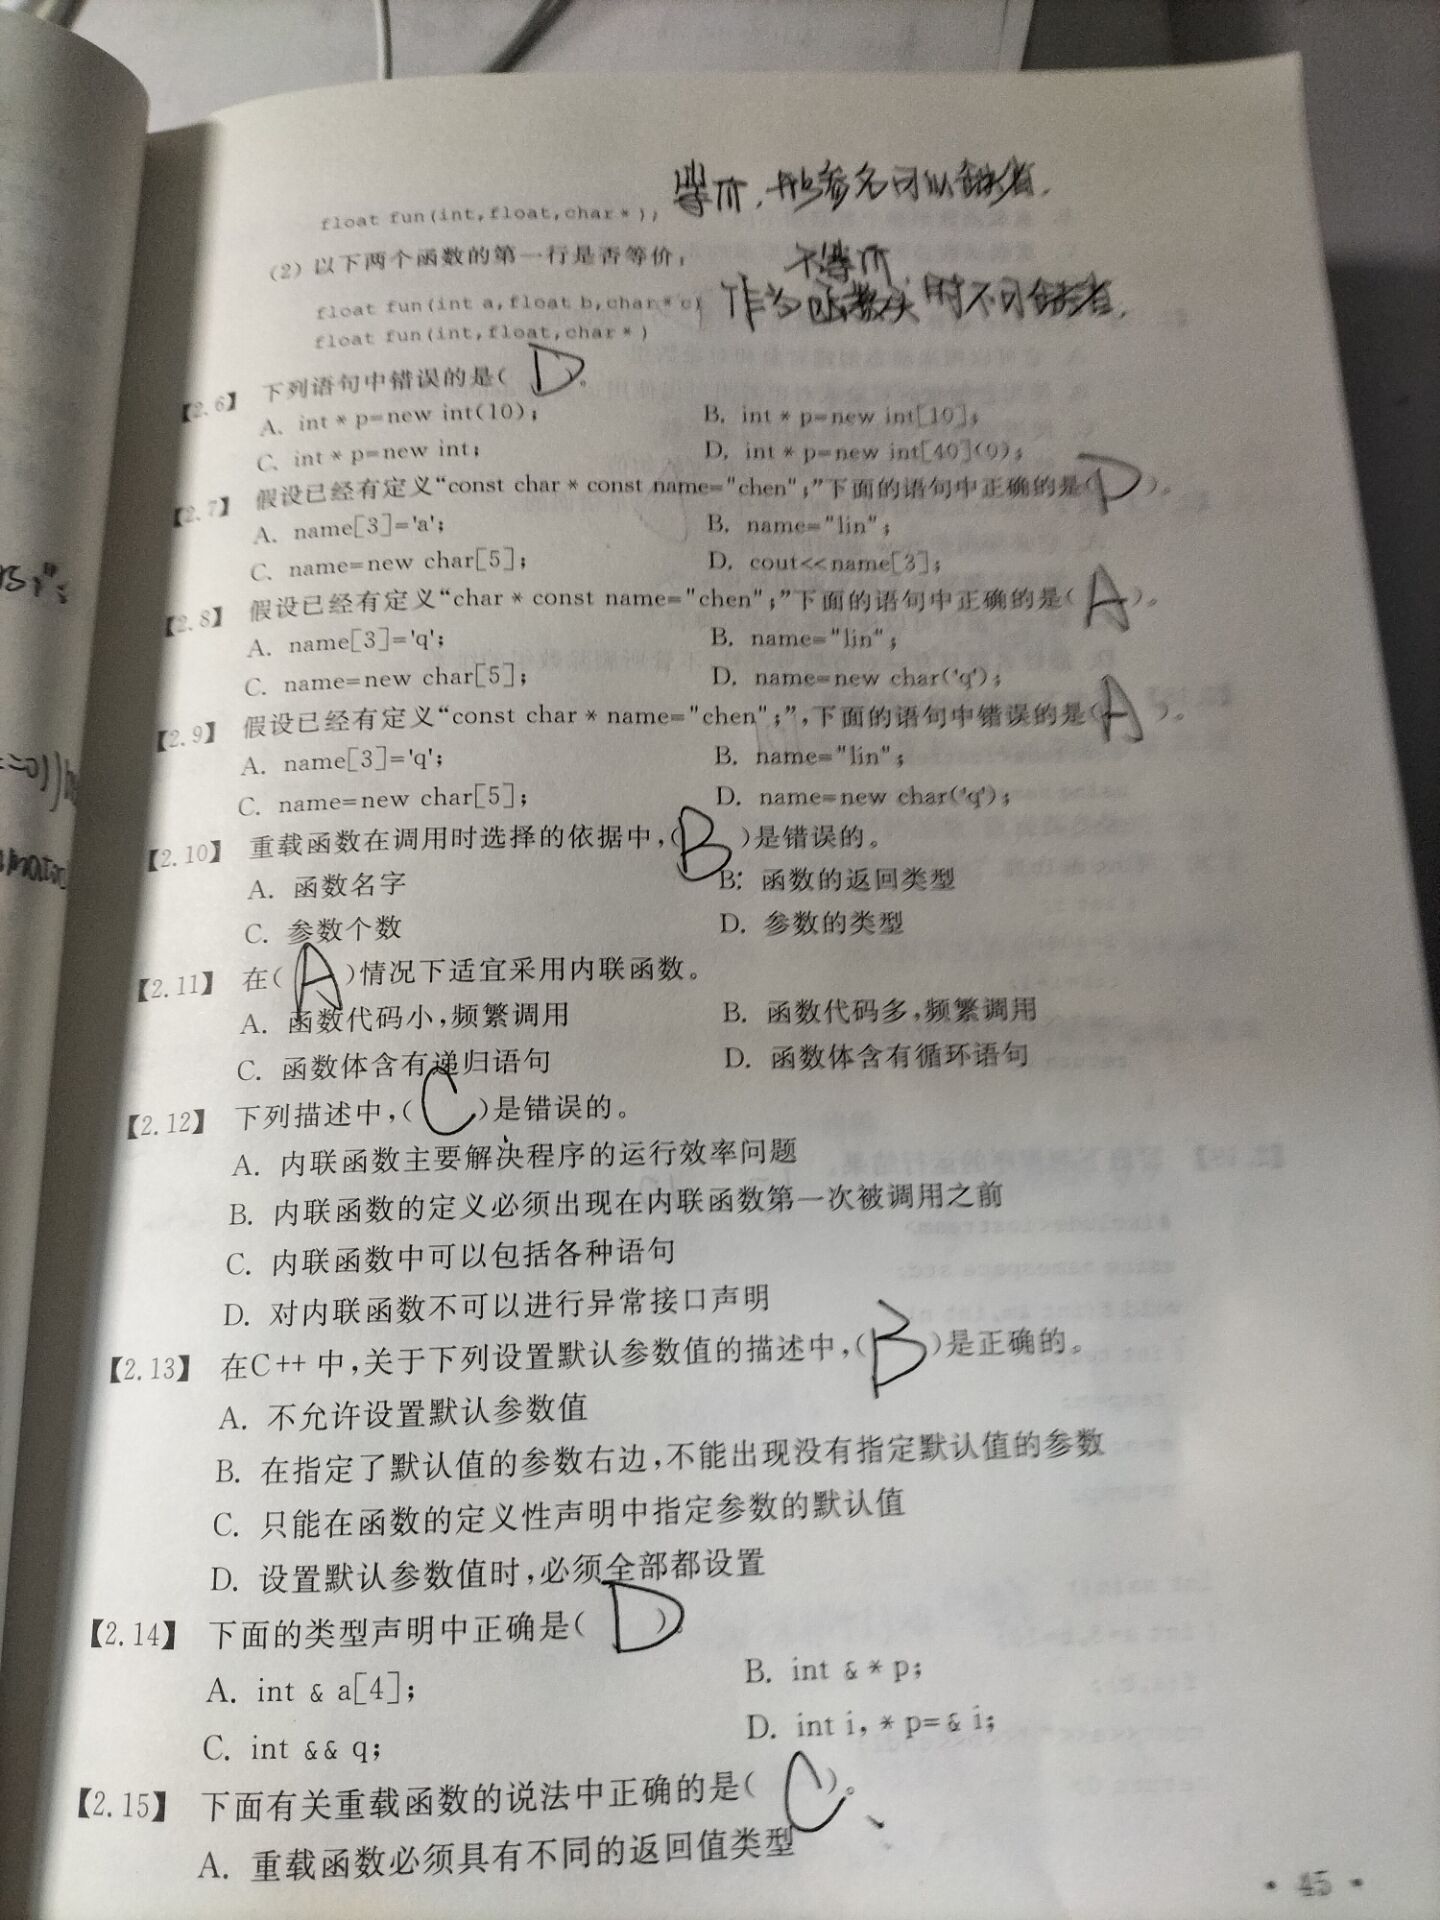 等价,形参名可以缺省.
float fun(int,float,char*);
(2) 以下两个函数的第一行是否等价:
不等价
float fun(int a,float b,char*c) 作为函数头时不可缺省.
float fun(int,float,char*)
【2.6】 下列语句中错误的是( D )。
A. int * p=new int(10); B. int * p=new int[10];
C. int * p=new int; D. int * p=new int[40](0);
【2.7】 假设已经有定义“const char * const name="chen";”下面的语句中正确的是( D )。
A. name[3]='a'; B. name="lin";
C. name=new char[5]; D. cout<<name[3];
【2.8】 假设已经有定义“char * const name="chen";”下面的语句中正确的是( A )。
A. name[3]='q'; B. name="lin";
C. name=new char[5]; D. name=new char('q');
【2.9】 假设已经有定义“const char * name="chen";”,下面的语句中错误的是( A )。
A. name[3]='q'; B. name="lin";
C. name=new char[5]; D. name=new char('q');
【2.10】 重载函数在调用时选择的依据中,( B )是错误的。
A. 函数名字 B. 函数的返回类型
C. 参数个数 D. 参数的类型
【2.11】 在( A )情况下适宜采用内联函数。
A. 函数代码小,频繁调用 B. 函数代码多,频繁调用
C. 函数体含有递归语句 D. 函数体含有循环语句
【2.12】 下列描述中,( C )是错误的。
A. 内联函数主要解决程序的运行效率问题
B. 内联函数的定义必须出现在内联函数第一次被调用之前
C. 内联函数中可以包括各种语句
D. 对内联函数不可以进行异常接口声明
【2.13】 在C++中,关于下列设置默认参数值的描述中,( B )是正确的。
A. 不允许设置默认参数值
B. 在指定了默认值的参数右边,不能出现没有指定默认值的参数
C. 只能在函数的定义性声明中指定参数的默认值
D. 设置默认参数值时,必须全部都设置
【2.14】 下面的类型声明中正确是( D )。
A. int & a[4]; B. int & * p;
C. int && q; D. int i, * p=& i;
【2.15】 下面有关重载函数的说法中正确的是( C )。
A. 重载函数必须具有不同的返回值类型
• 45 •